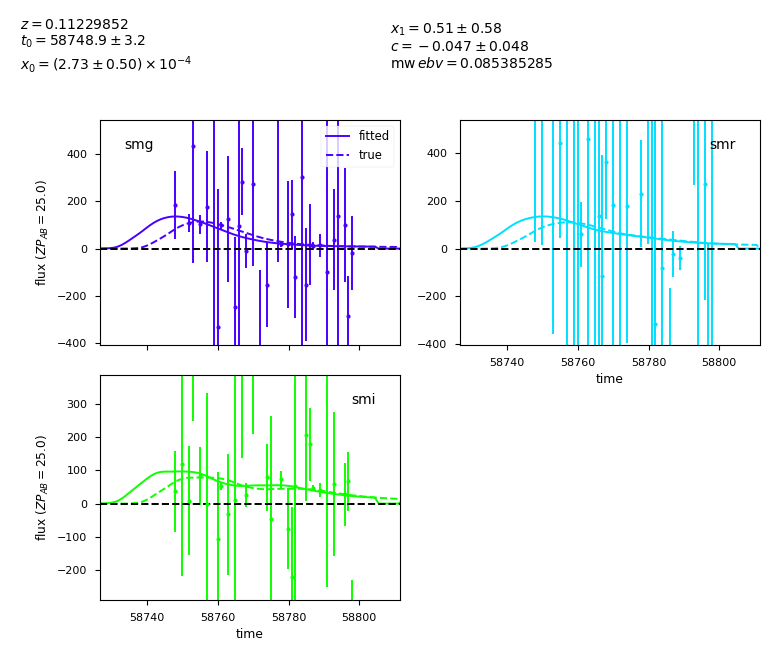 z = 0.11229852
t₀ = 58748.9 ± 3.2
x₀ = (2.73 ± 0.50) × 10⁻⁴
x₁ = 0.51 ± 0.58
c = −0.047 ± 0.048
mw ebv = 0.085385285
smg
fitted
true
400
200
0
−200
−400
flux (ZP_AB = 25.0)
smr
400
200
0
−200
−400
58740 58760 58780 58800
time
smi
300
200
100
0
−100
−200
flux (ZP_AB = 25.0)
58740 58760 58780 58800
time